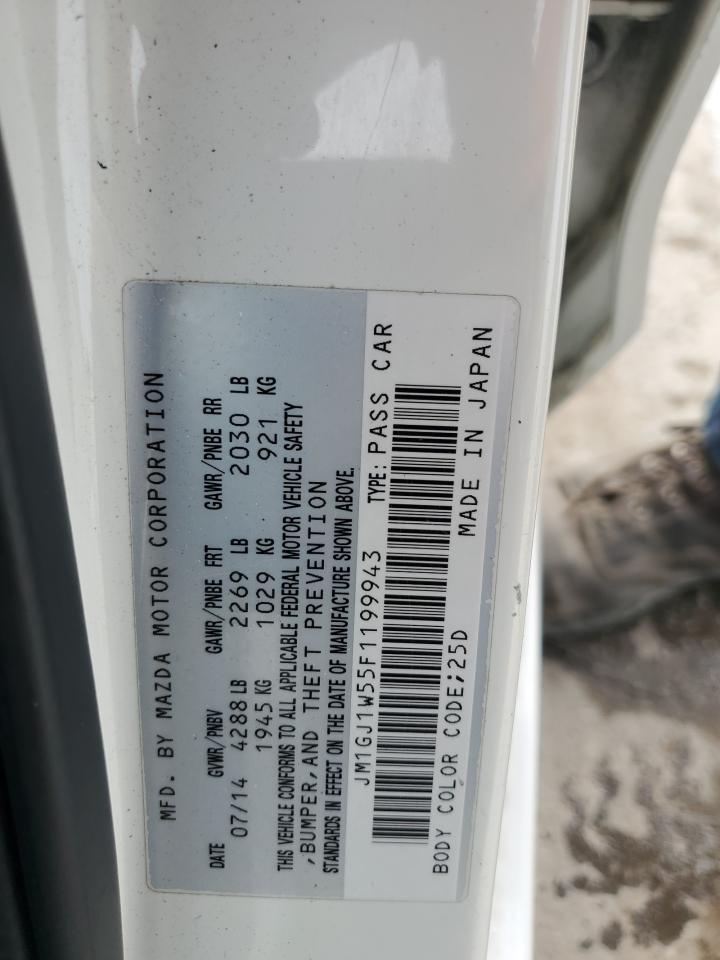 MFD. BY MAZDA MOTOR CORPORATION
DATE GVWR/PNBV GAWR/PNBE FRT GAWR/PNBE RR
07/14 4288 LB 2269 LB 2030 LB
1945 KG 1029 KG 921 KG
THIS VEHICLE CONFORMS TO ALL APPLICABLE FEDERAL MOTOR VEHICLE SAFETY
,BUMPER,AND THEFT PREVENTION
STANDARDS IN EFFECT ON THE DATE OF MANUFACTURE SHOWN ABOVE.
JM1GJ1W55F1199943 TYPE: PASS CAR
BODY COLOR CODE;25D MADE IN JAPAN